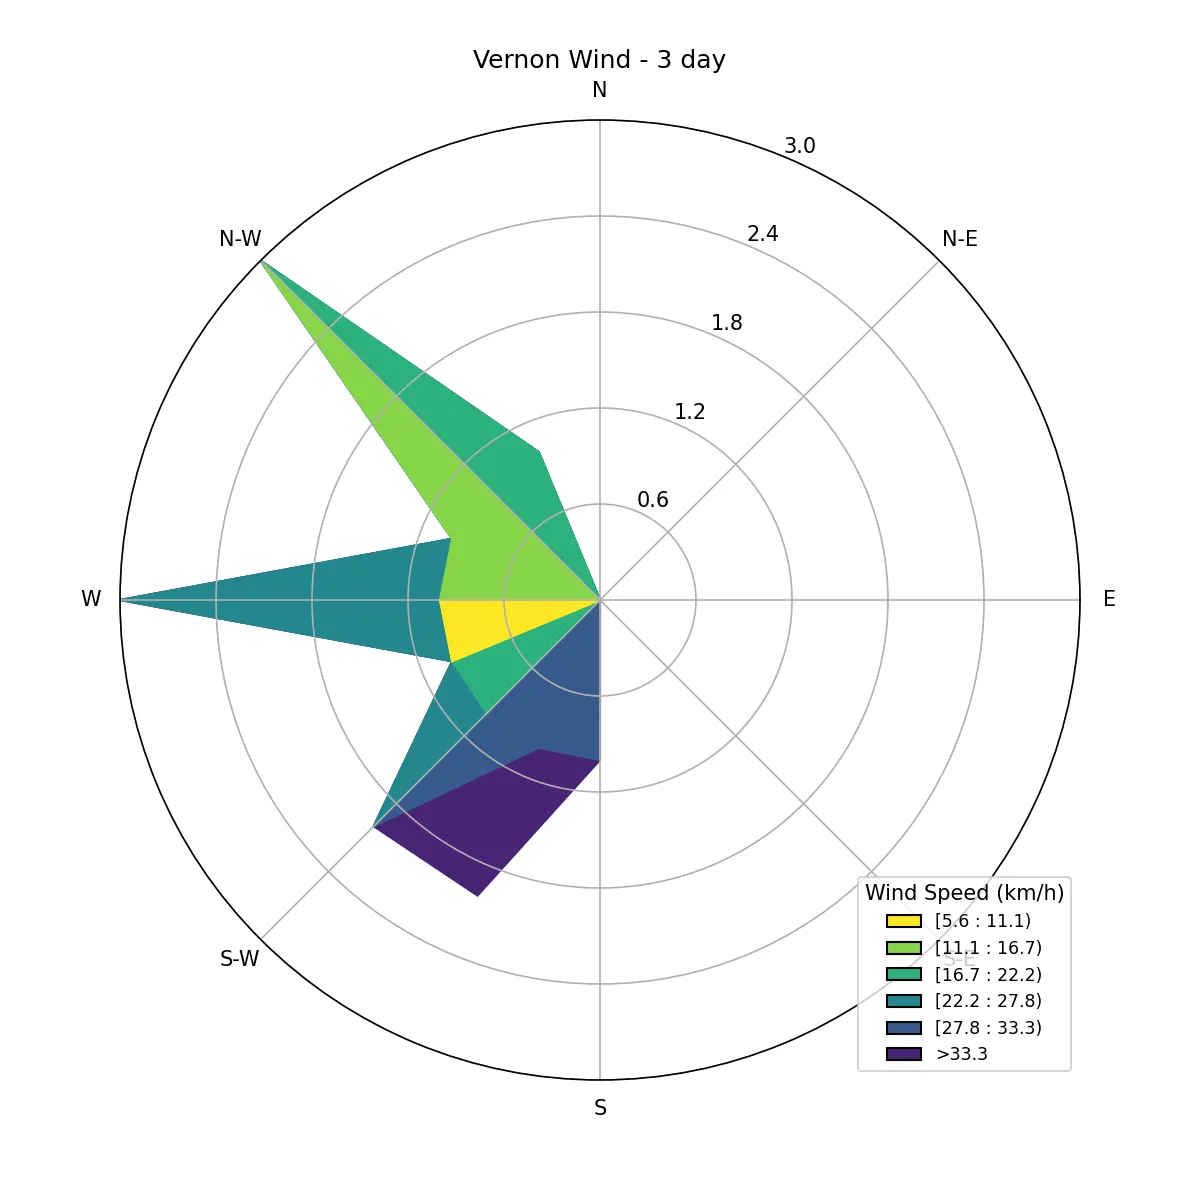 Vernon Wind - 3 day
N
3.0
N-W
2.4
N-E
1.8
1.2
0.6
W
E
Wind Speed (km/h)
[5.6 : 11.1)
[11.1 : 16.7)
S-W
S-E
[16.7 : 22.2)
[22.2 : 27.8)
[27.8 : 33.3)
>33.3
S